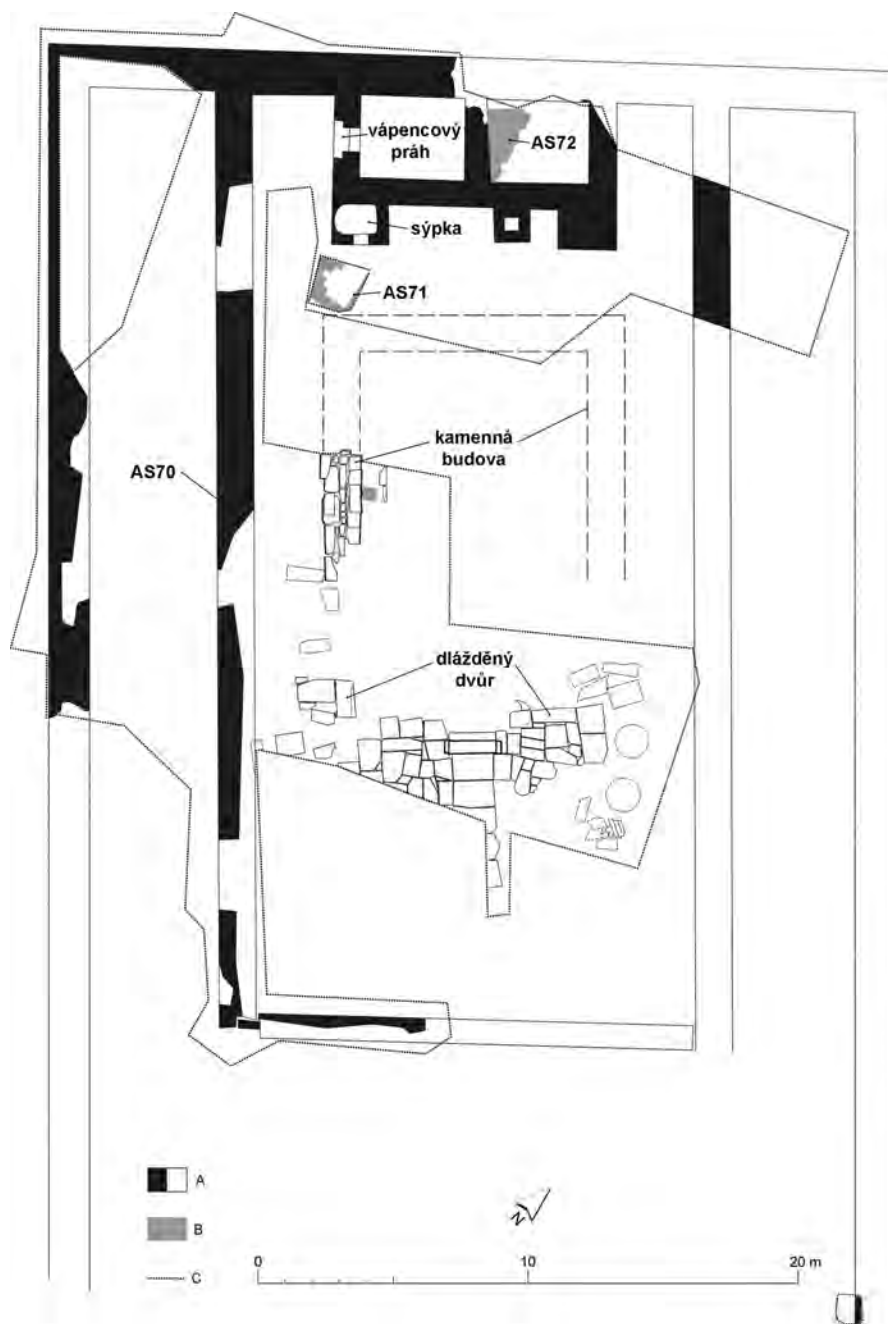 vápencový
práh
AS72
sýpka
AS71
kamenná
budova
AS70
dlážděný
dvůr
A
B
C
N
0 10 20 m